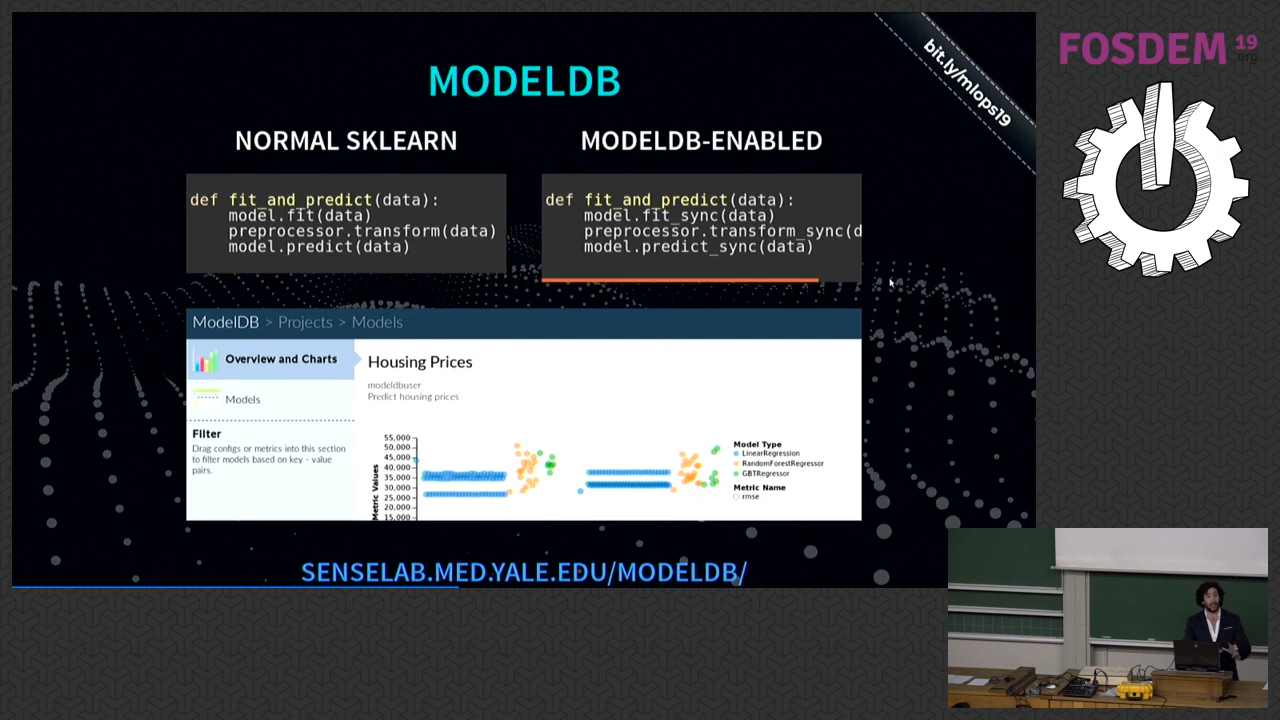 MODELDB
bit.ly/mlops19
FOSDEM 19
.org
NORMAL SKLEARN
MODELDB-ENABLED
def fit_and_predict(data):
    model.fit(data)
    preprocessor.transform(data)
    model.predict(data)
def fit_and_predict(data):
    model.fit_sync(data)
    preprocessor.transform_sync(d
    model.predict_sync(data)
ModelDB > Projects > Models
Overview and Charts
Models
Filter
Drag configs or metrics into this section
to filter models based on key - value
pairs.
Housing Prices
modeldbuser
Predict housing prices
Metric Values
55,000
50,000
45,000
40,000
35,000
30,000
25,000
20,000
15,000
Model Type
LinearRegression
RandomForestRegressor
GBTRegressor
Metric Name
rmse
SENSELAB.MED.YALE.EDU/MODELDB/